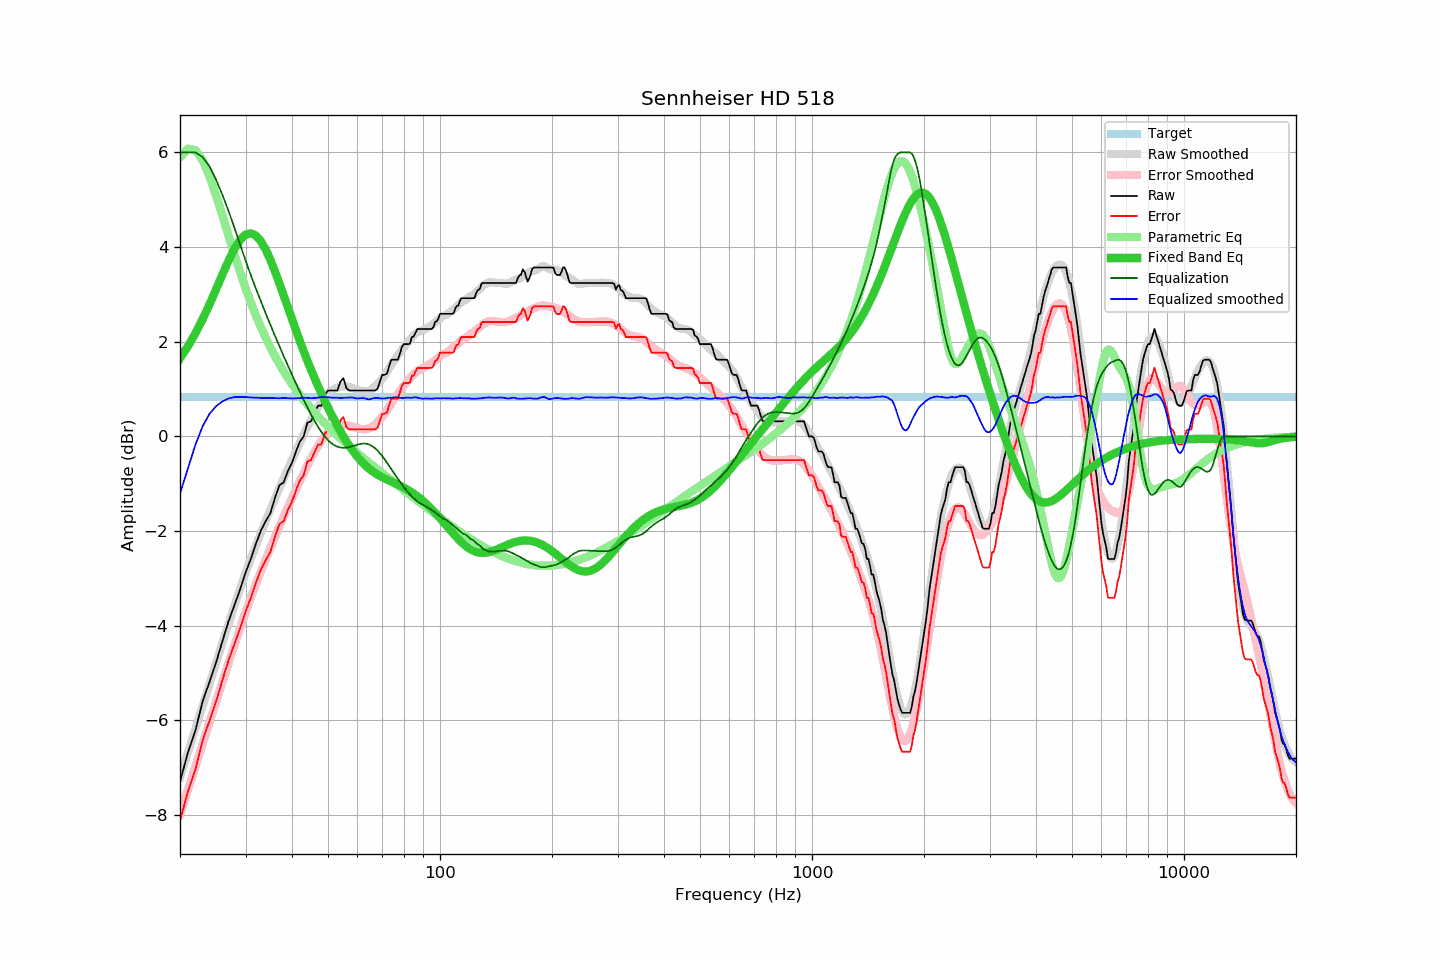 Sennheiser HD 518
Target
Raw Smoothed
Error Smoothed
Raw
Error
Parametric Eq
Fixed Band Eq
Equalization
Equalized smoothed
Amplitude (dBr)
6
4
2
0
−2
−4
−6
−8
100
1000
10000
Frequency (Hz)